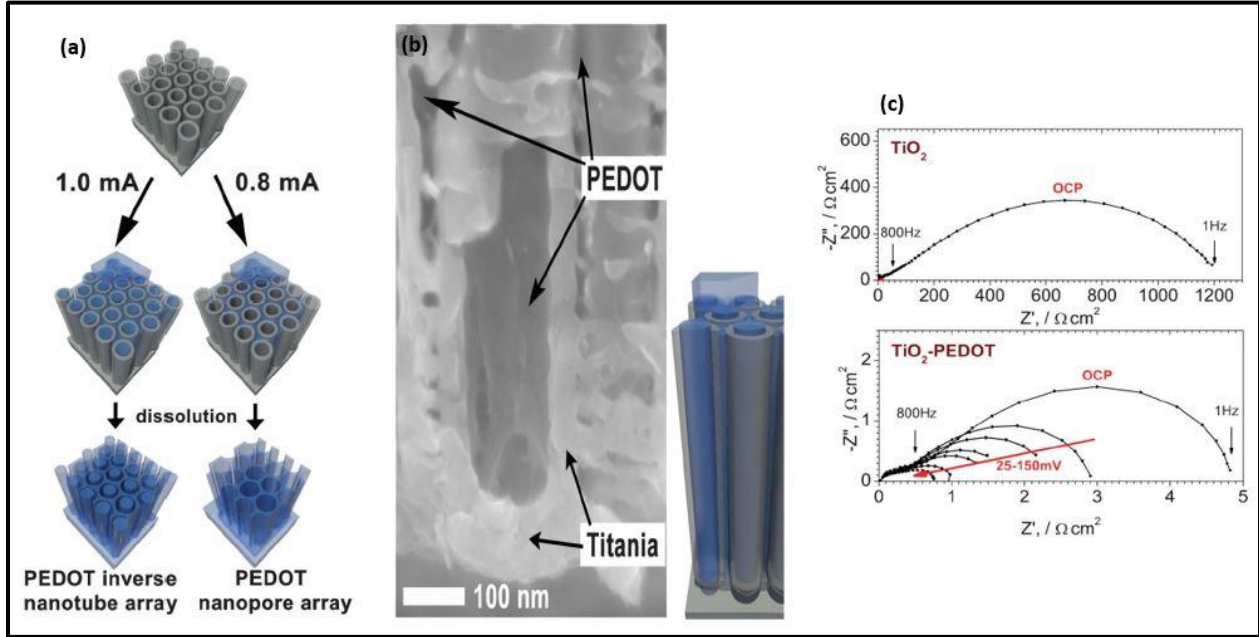 (a)
1.0 mA
0.8 mA
dissolution
PEDOT inverse
nanotube array
PEDOT
nanopore array
(b)
PEDOT
Titania
100 nm
(c)
TiO₂
OCP
800Hz
1Hz
-Z", / Ω cm²
600
400
200
0
0 200 400 600 800 1000 1200
Z', / Ω cm²
TiO₂-PEDOT
OCP
800Hz
1Hz
25-150mV
-Z", / Ω cm²
2
1
0
0 1 2 3 4 5
Z', / Ω cm²